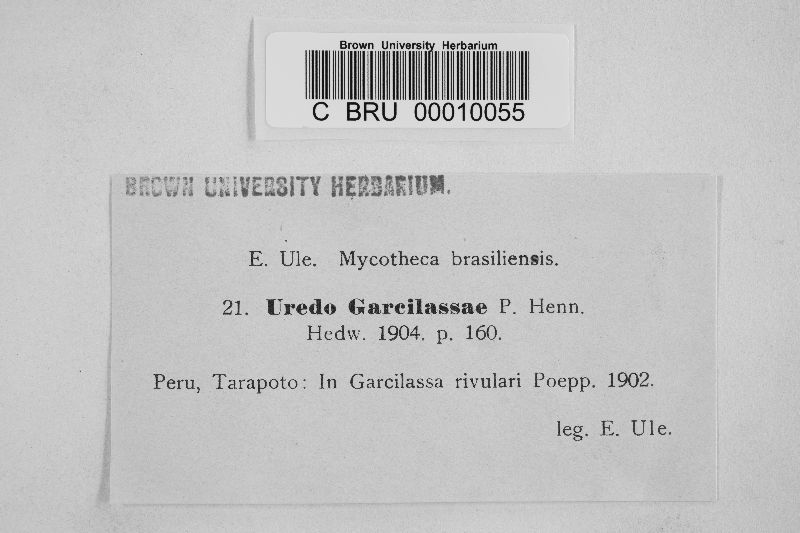 Brown University Herbarium
C BRU 00010055
BROWN UNIVERSITY HERBARIUM.
E. Ule. Mycotheca brasiliensis.
21. Uredo Garcilassae P. Henn.
Hedw. 1904. p. 160.
Peru, Tarapoto: In Garcilassa rivulari Poepp. 1902.
leg. E. Ule.